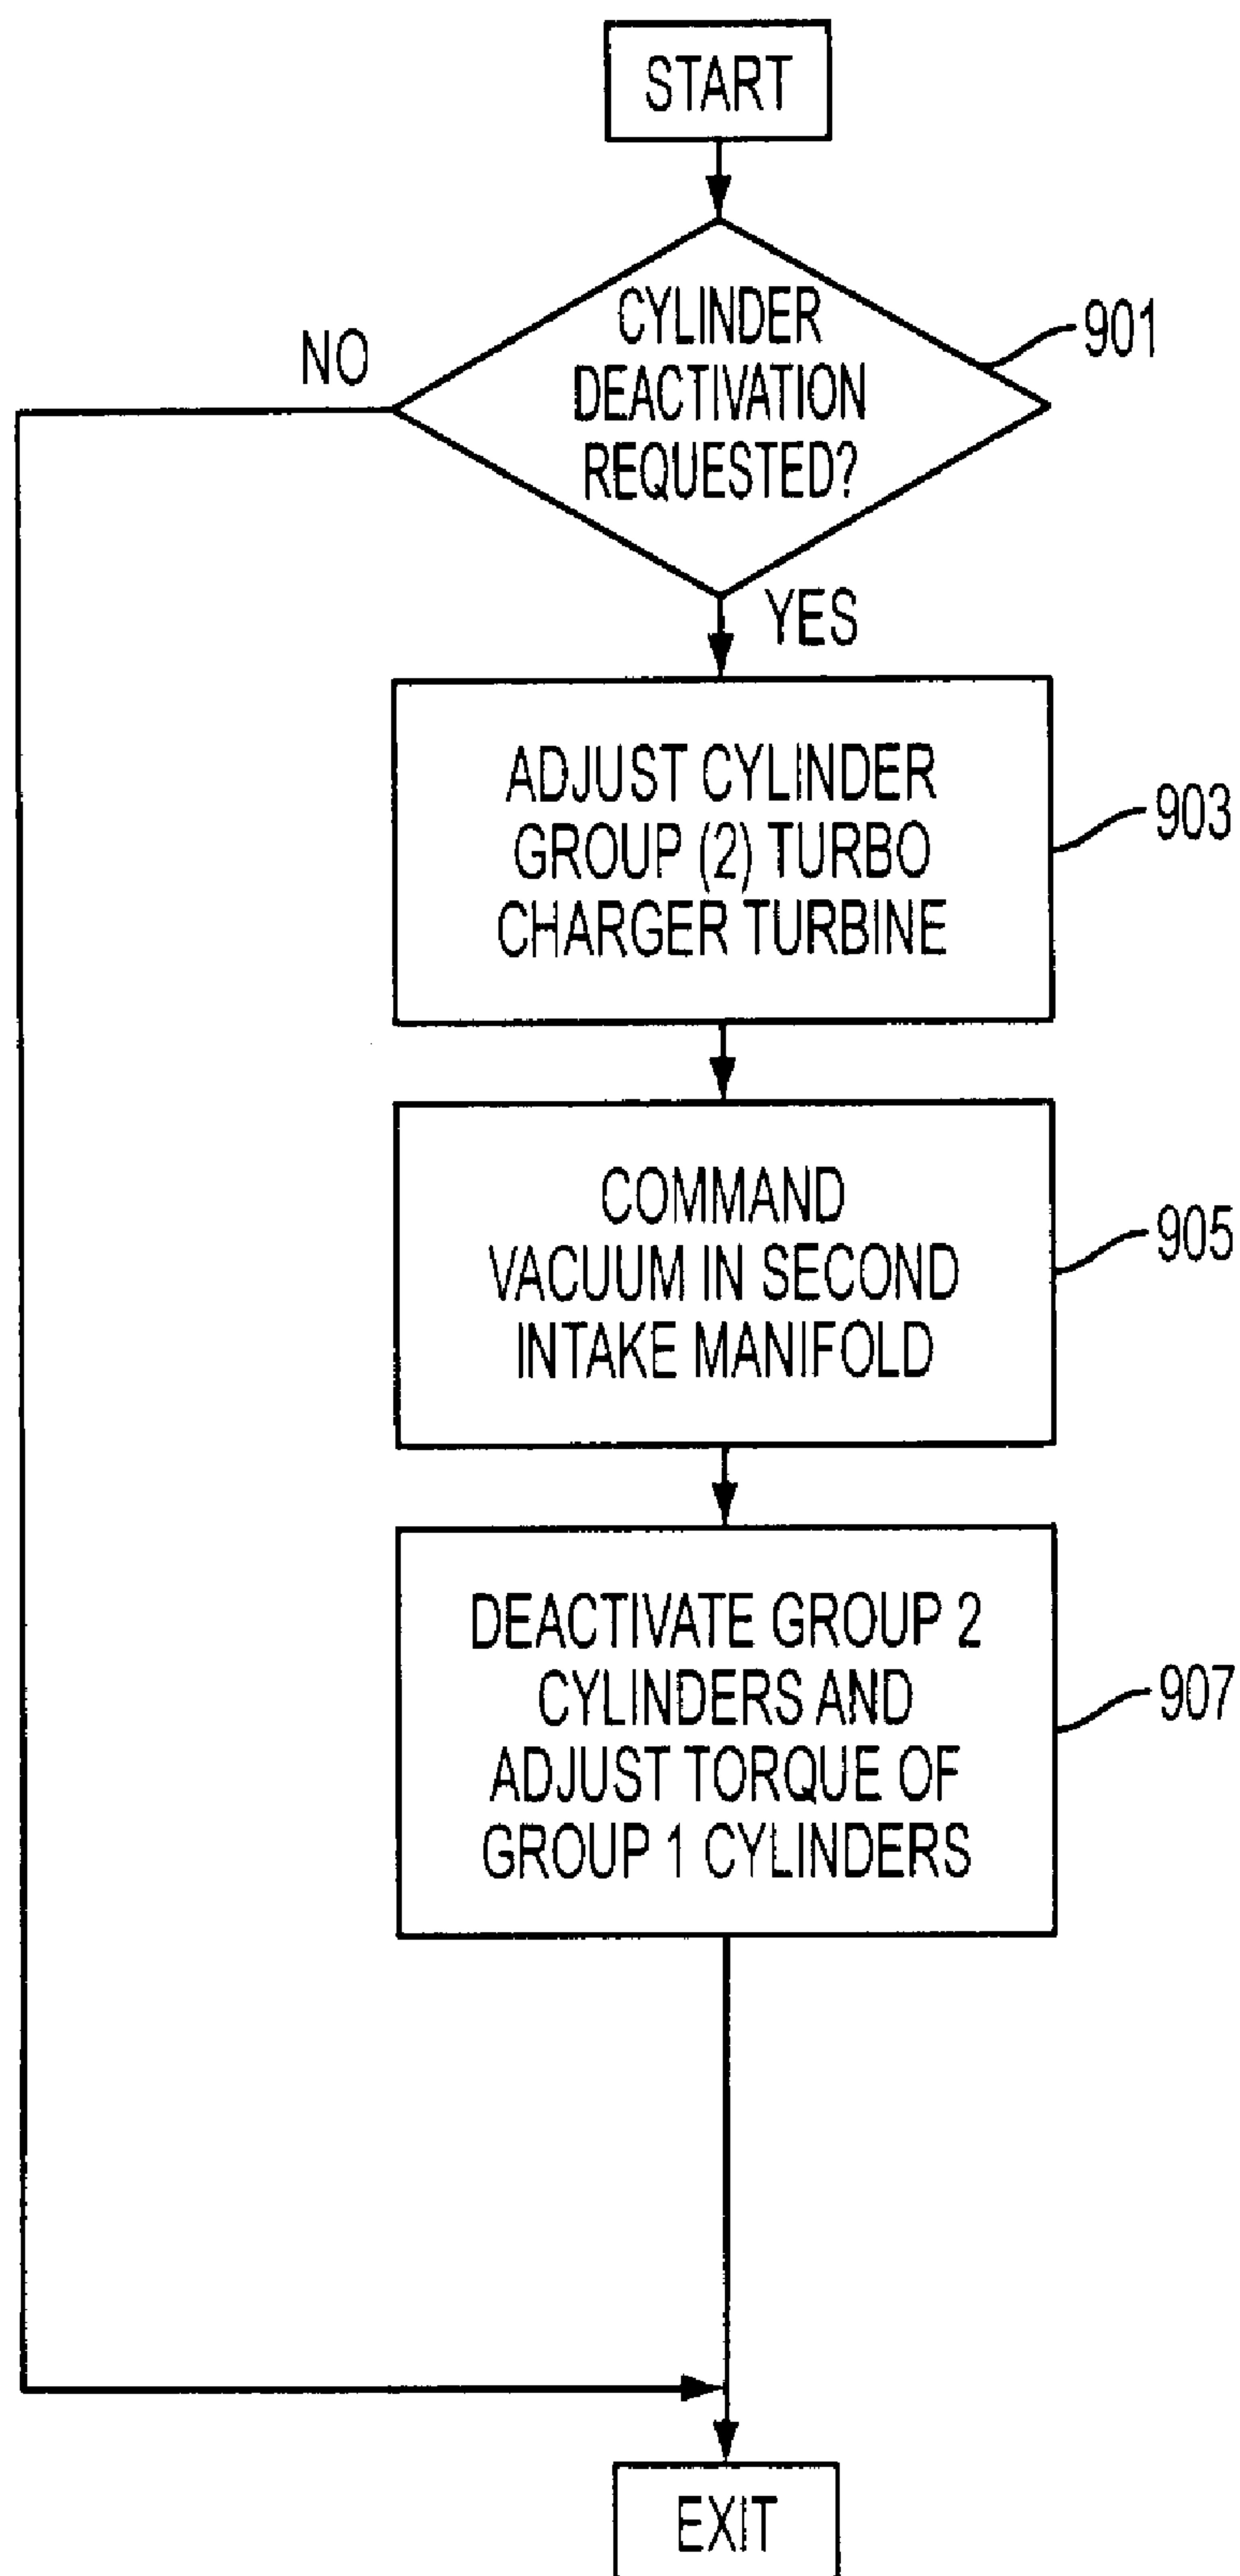 START
CYLINDER
DEACTIVATION
REQUESTED?
901
NO
YES
ADJUST CYLINDER
GROUP (2) TURBO
CHARGER TURBINE
903
COMMAND
VACUUM IN SECOND
INTAKE MANIFOLD
905
DEACTIVATE GROUP 2
CYLINDERS AND
ADJUST TORQUE OF
GROUP 1 CYLINDERS
907
EXIT